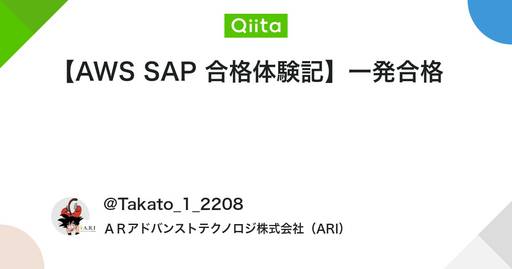 Qiita
【AWS SAP 合格体験記】一発合格
@Takato_1_2208
ARI
ＡＲアドバンストテクノロジ株式会社（ARI）